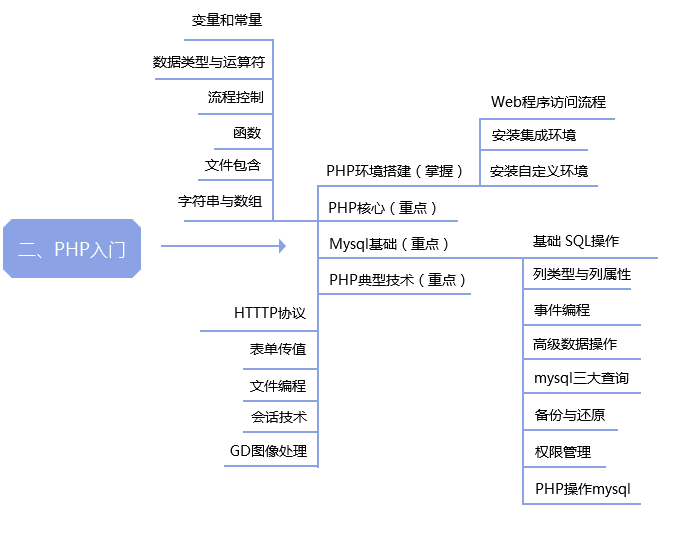 二、PHP入门
变量和常量
数据类型与运算符
流程控制
函数
文件包含
字符串与数组
PHP环境搭建（掌握）
PHP核心（重点）
Mysql基础（重点）
PHP典型技术（重点）
Web程序访问流程
安装集成环境
安装自定义环境
基础 SQL操作
列类型与列属性
事件编程
高级数据操作
mysql三大查询
备份与还原
权限管理
PHP操作mysql
HTTTP协议
表单传值
文件编程
会话技术
GD图像处理